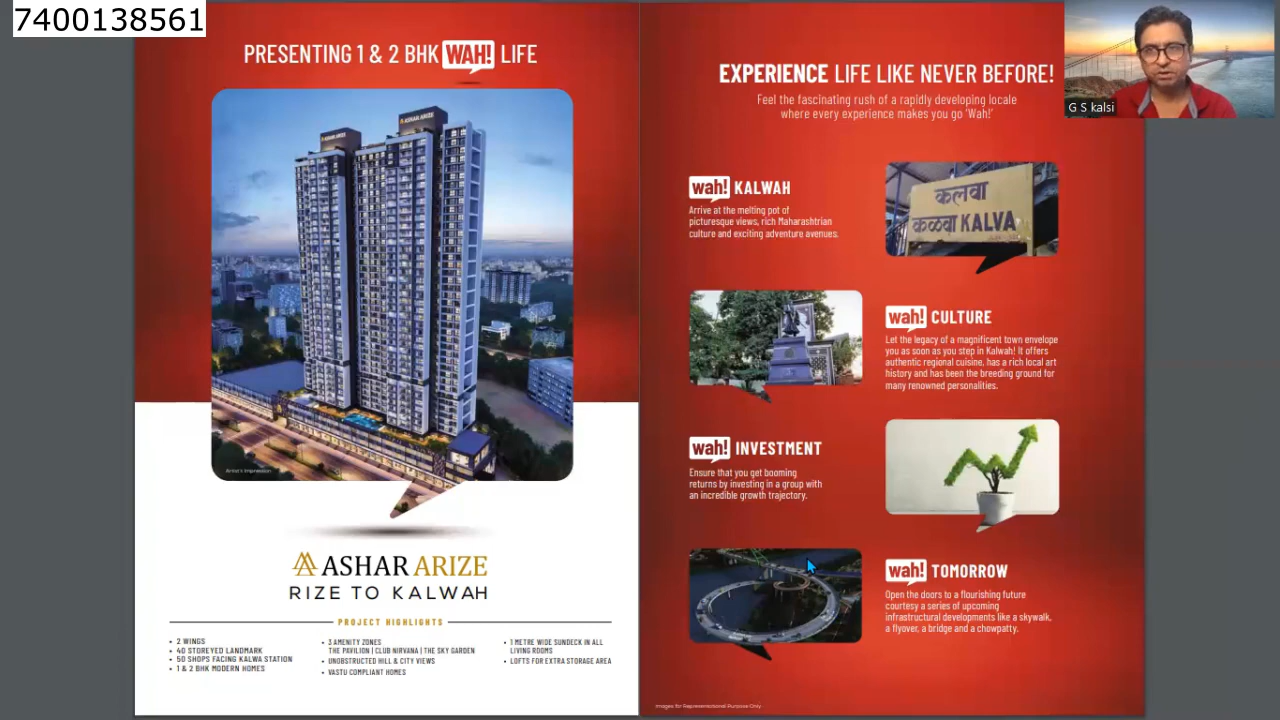 7400138561
PRESENTING 1 & 2 BHK WAH! LIFE
ASHAR ARIZE
ASHAR ARIZE
Artist's Impression
ASHAR ARIZE
RIZE TO KALWAH
PROJECT HIGHLIGHTS
• 2 WINGS
• 40 STOREYED LANDMARK
• 50 SHOPS FACING KALWA STATION
• 1 & 2 BHK MODERN HOMES
• 3 AMENITY ZONES
THE PAVILION | CLUB NIRVANA | THE SKY GARDEN
• UNOBSTRUCTED HILL & CITY VIEWS
• VASTU COMPLIANT HOMES
• 1 METRE WIDE SUNDECK IN ALL
LIVING ROOMS
• LOFTS FOR EXTRA STORAGE AREA
EXPERIENCE LIFE LIKE NEVER BEFORE!
Feel the fascinating rush of a rapidly developing locale
where every experience makes you go 'Wah!'
wah! KALWAH
Arrive at the melting pot of
picturesque views, rich Maharashtrian
culture and exciting adventure avenues.
कलवा
कळवा KALVA
wah! CULTURE
Let the legacy of a magnificent town envelope
you as soon as you step in Kalwah! It offers
authentic regional cuisine, has a rich local art
history and has been the breeding ground for
many renowned personalities.
wah! INVESTMENT
Ensure that you get booming
returns by investing in a group with
an incredible growth trajectory.
wah! TOMORROW
Open the doors to a flourishing future
courtesy a series of upcoming
infrastructural developments like a skywalk,
a flyover, a bridge and a chowpatty.
Images for Representational Purpose Only
G S kalsi